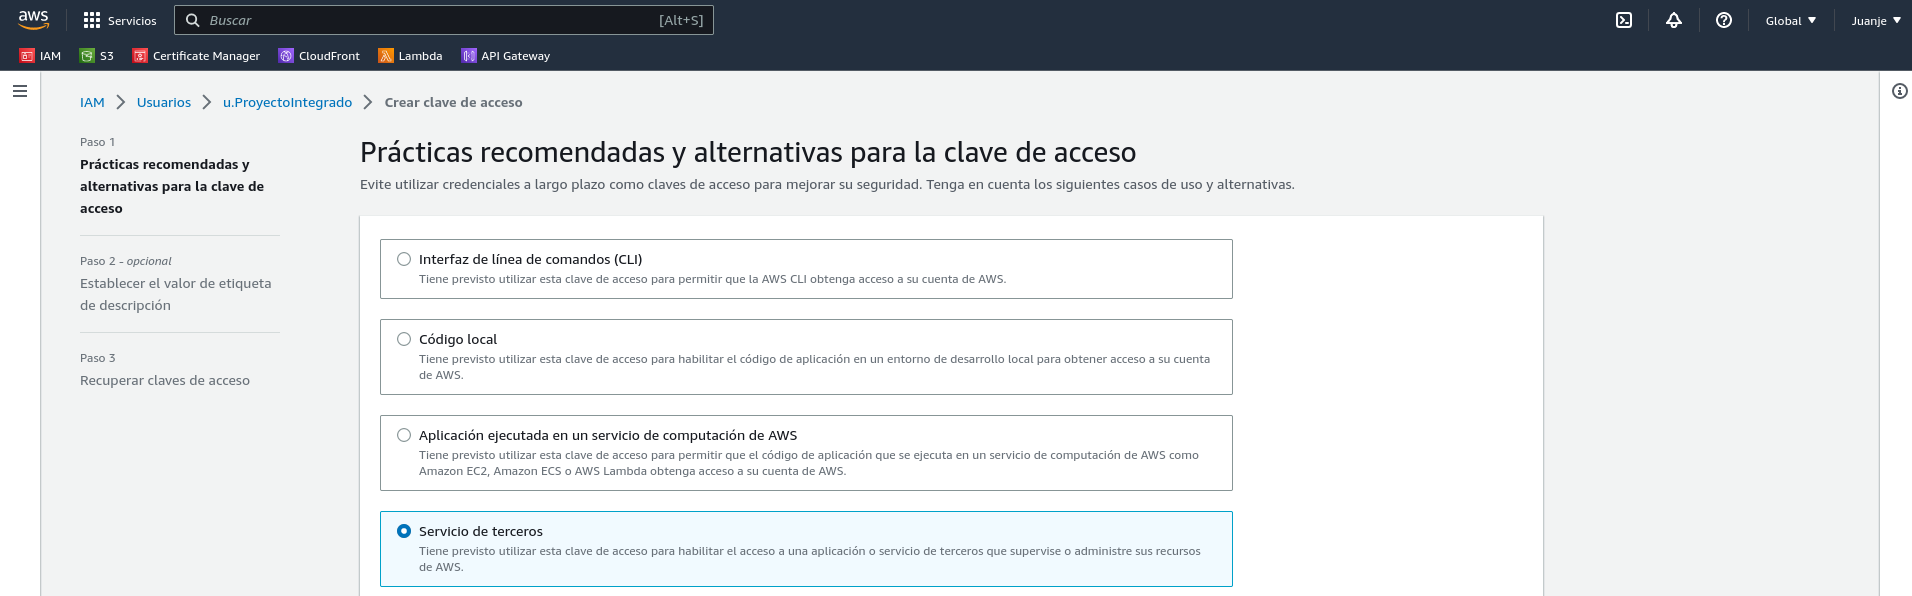 aws Servicios Buscar [Alt+S] Global Juanje
IAM S3 Certificate Manager CloudFront Lambda API Gateway
IAM Usuarios u.ProyectoIntegrado Crear clave de acceso
Paso 1
Prácticas recomendadas y
alternativas para la clave de
acceso
Paso 2 - opcional
Establecer el valor de etiqueta
de descripción
Paso 3
Recuperar claves de acceso
Prácticas recomendadas y alternativas para la clave de acceso
Evite utilizar credenciales a largo plazo como claves de acceso para mejorar su seguridad. Tenga en cuenta los siguientes casos de uso y alternativas.
Interfaz de línea de comandos (CLI)
Tiene previsto utilizar esta clave de acceso para permitir que la AWS CLI obtenga acceso a su cuenta de AWS.
Código local
Tiene previsto utilizar esta clave de acceso para habilitar el código de aplicación en un entorno de desarrollo local para obtener acceso a su cuenta
de AWS.
Aplicación ejecutada en un servicio de computación de AWS
Tiene previsto utilizar esta clave de acceso para permitir que el código de aplicación que se ejecuta en un servicio de computación de AWS como
Amazon EC2, Amazon ECS o AWS Lambda obtenga acceso a su cuenta de AWS.
Servicio de terceros
Tiene previsto utilizar esta clave de acceso para habilitar el acceso a una aplicación o servicio de terceros que supervise o administre sus recursos
de AWS.